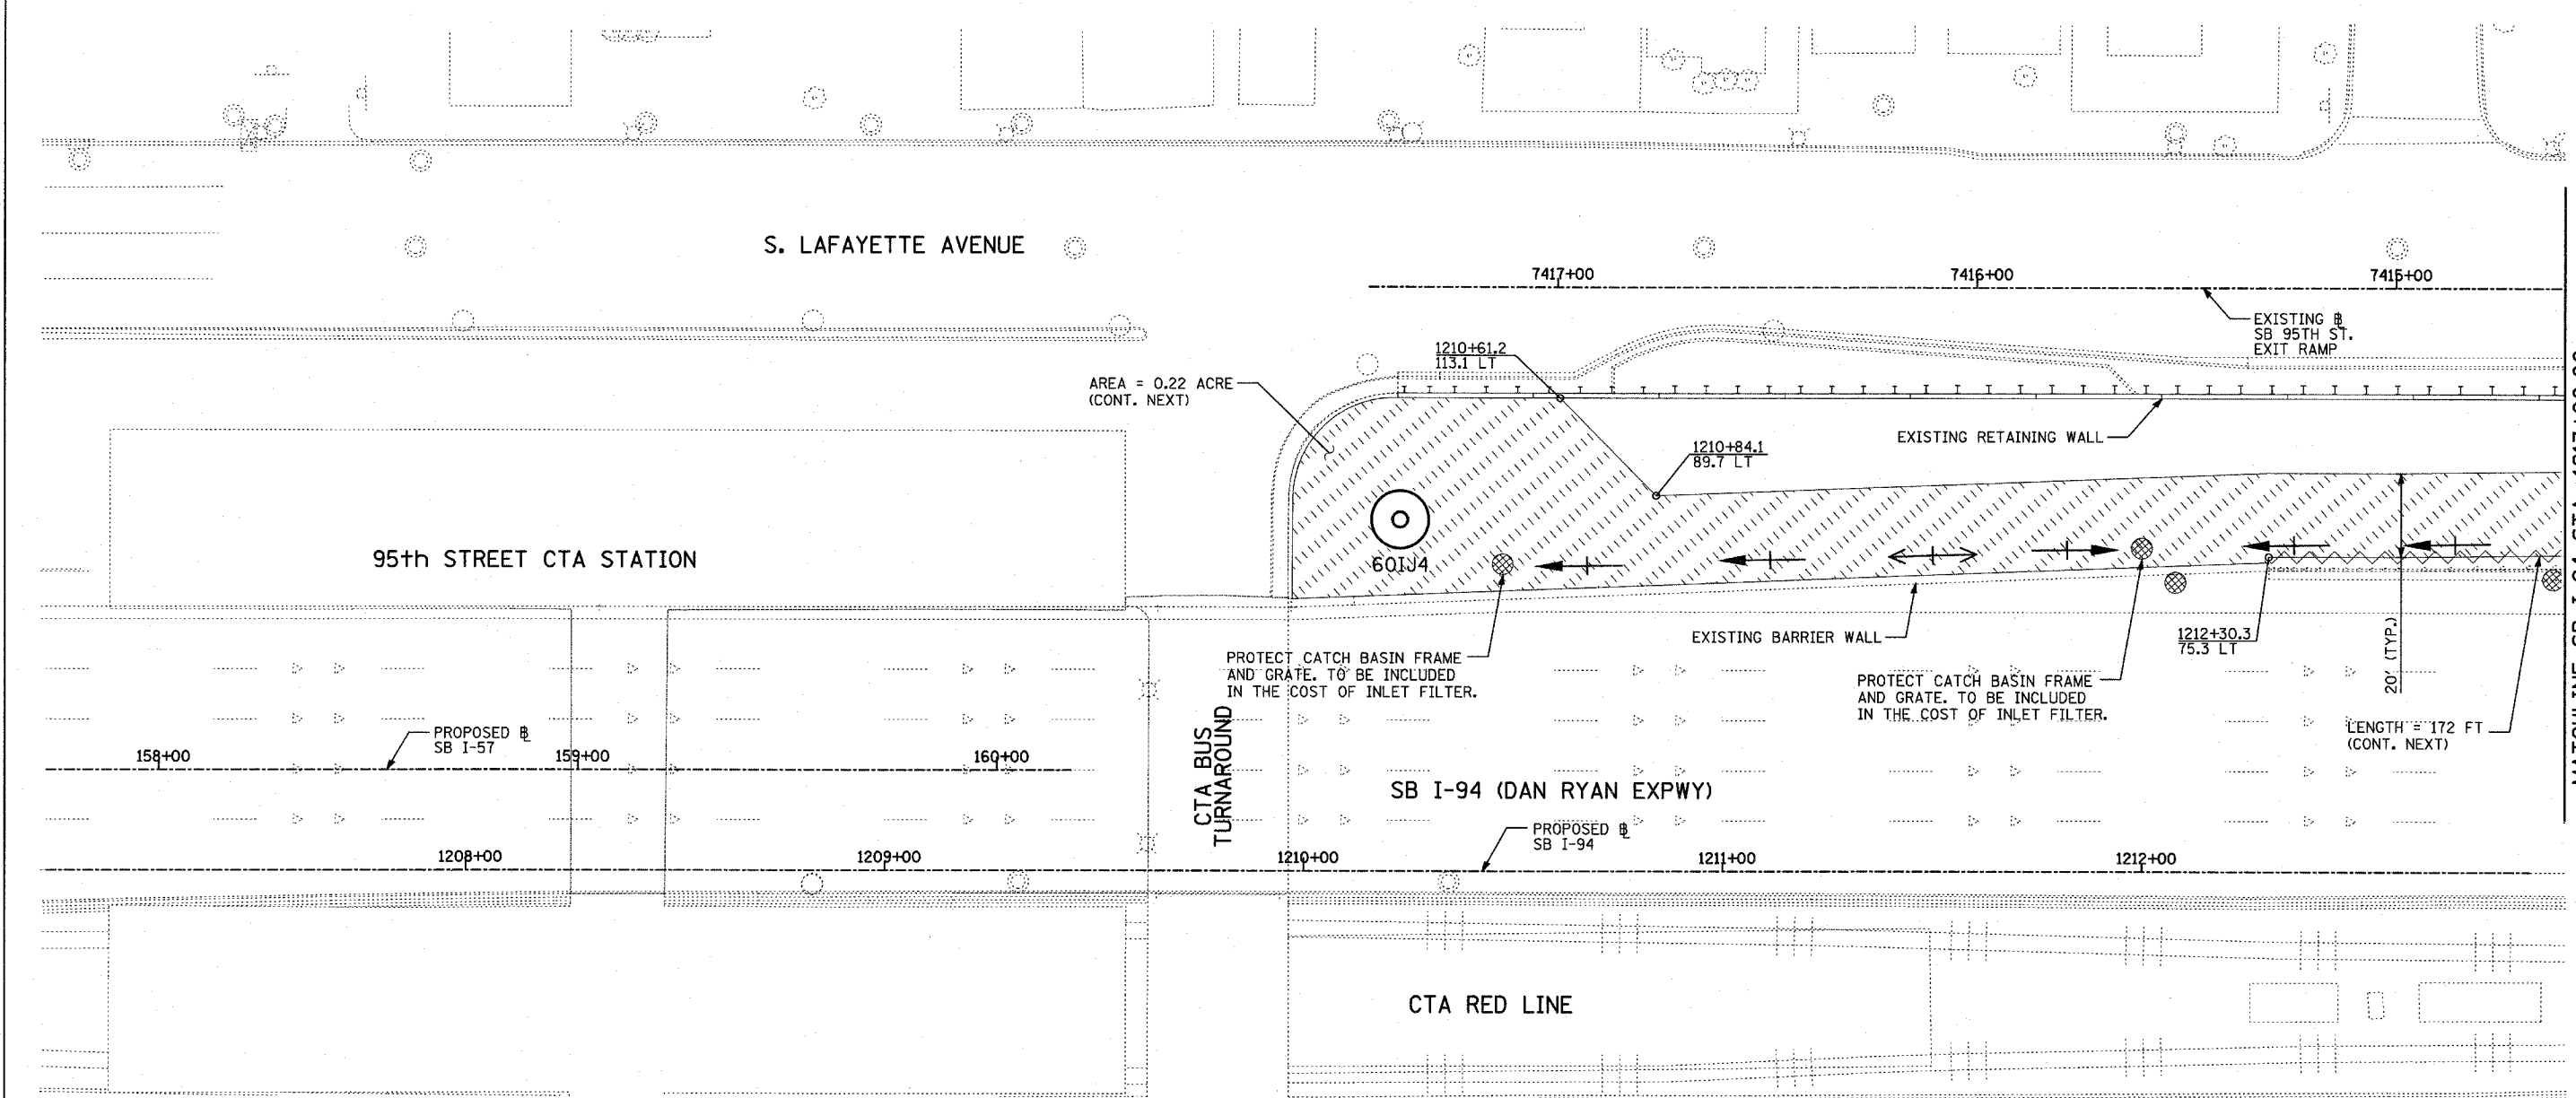 S. LAFAYETTE AVENUE
7417+00
7416+00
7415+00
EXISTING ℄
SB 95TH ST.
EXIT RAMP
1210+61.2
113.1 LT
AREA = 0.22 ACRE
(CONT. NEXT)
EXISTING RETAINING WALL
1210+84.1
89.7 LT
95th STREET CTA STATION
60IJ4
EXISTING BARRIER WALL
1212+30.3
75.3 LT
20' (TYP.)
PROTECT CATCH BASIN FRAME
AND GRATE. TO BE INCLUDED
IN THE COST OF INLET FILTER.
PROTECT CATCH BASIN FRAME
AND GRATE. TO BE INCLUDED
IN THE COST OF INLET FILTER.
LENGTH = 172 FT
(CONT. NEXT)
PROPOSED ℄
SB I-57
158+00
159+00
160+00
CTA BUS
TURNAROUND
SB I-94 (DAN RYAN EXPWY)
PROPOSED ℄
SB I-94
1208+00
1209+00
1210+00
1211+00
1212+00
CTA RED LINE